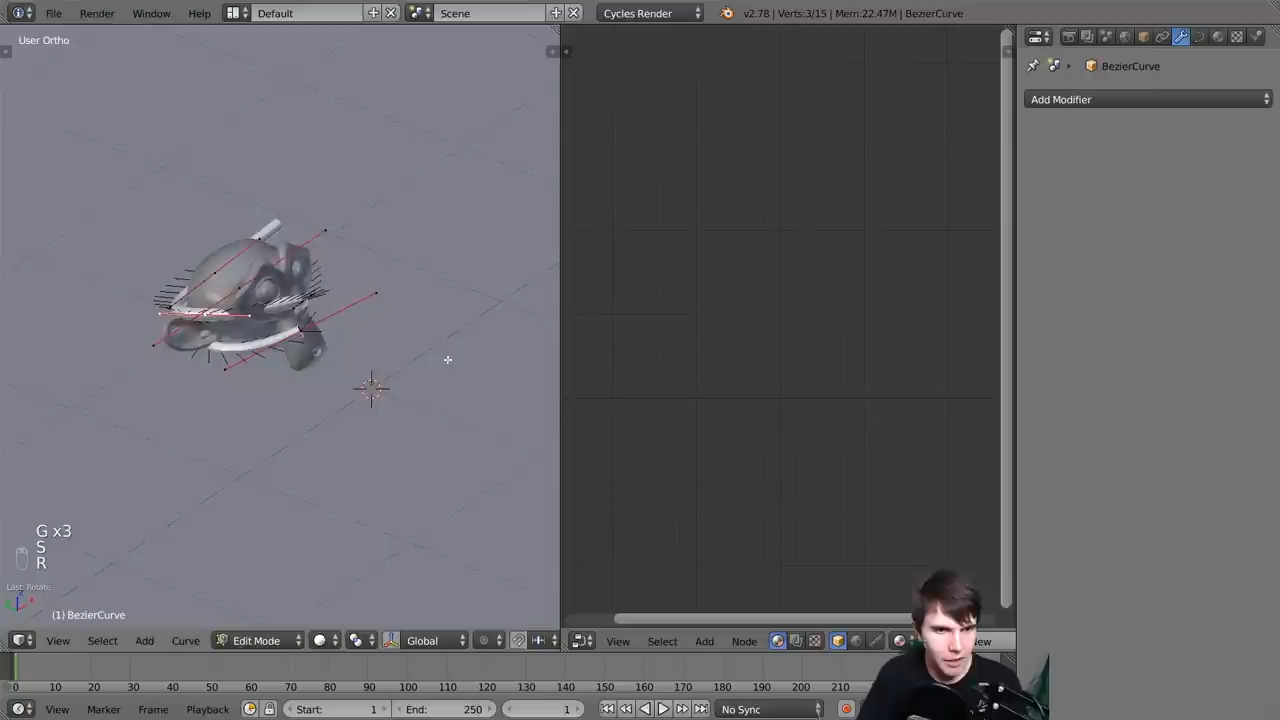 File Render Window Help Default Scene Cycles Render v2.78 | Verts:3/15 | Mem:22.47M | BezierCurve
User Ortho
BezierCurve
Add Modifier
G x3
S
R
Last: Rotate
(1) BezierCurve
View Select Add Curve Edit Mode Global View Select Add Node
0 10 20 30 40 50 60 70 80 90 100 110 120 130 140 150 160 170 180 190 200 210
View Marker Frame Playback Start: 1 End: 250 1 No Sync